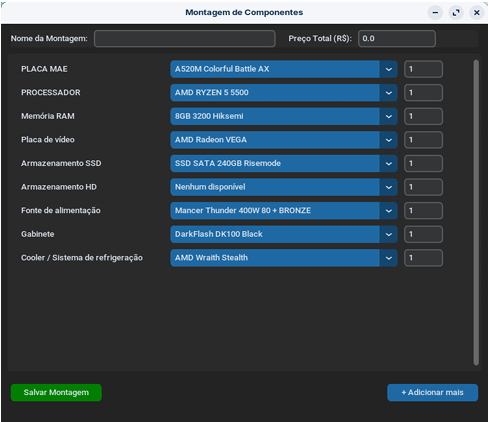 Montagem de Componentes
Nome da Montagem: Preço Total (R$): 0.0
PLACA MAE A520M Colorful Battle AX 1
PROCESSADOR AMD RYZEN 5 5500 1
Memória RAM 8GB 3200 Hiksemi 1
Placa de vídeo AMD Radeon VEGA 1
Armazenamento SSD SSD SATA 240GB Risemode 1
Armazenamento HD Nenhum disponível 1
Fonte de alimentação Mancer Thunder 400W 80 + BRONZE 1
Gabinete DarkFlash DK100 Black 1
Cooler / Sistema de refrigeração AMD Wraith Stealth 1
Salvar Montagem + Adicionar mais